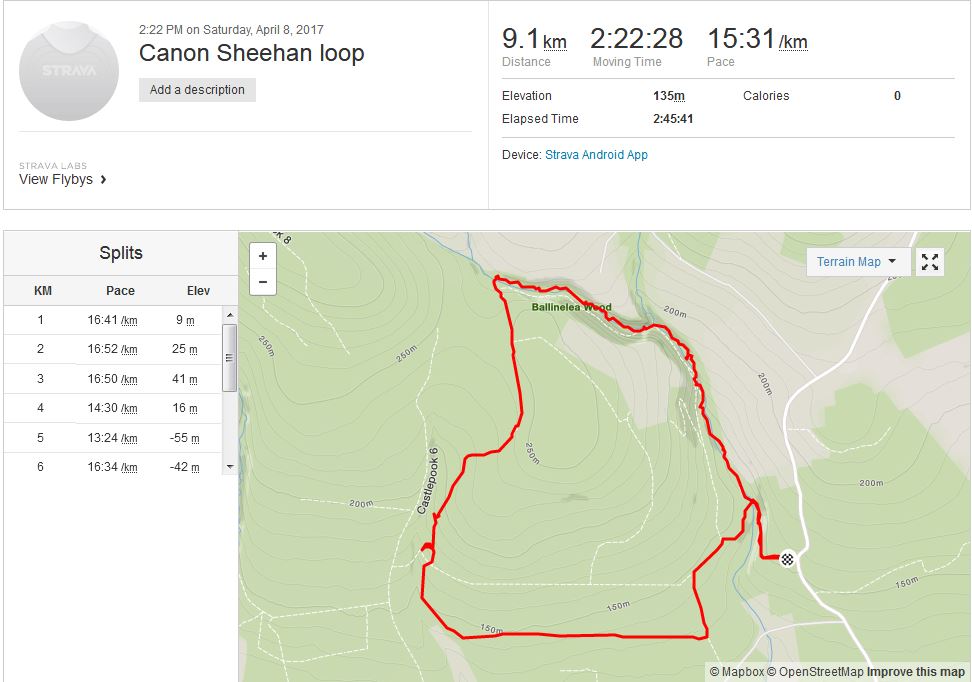 2:22 PM on Saturday, April 8, 2017
Canon Sheehan loop
STRAVA
Add a description
STRAVA LABS
View Flybys
9.1 km 2:22:28 15:31 /km
Distance Moving Time Pace
Elevation 135m Calories 0
Elapsed Time 2:45:41
Device: Strava Android App
Splits
KM Pace Elev
1 16:41 /km 9 m
2 16:52 /km 25 m
3 16:50 /km 41 m
4 14:30 /km 16 m
5 13:24 /km -55 m
6 16:34 /km -42 m
+
−
Terrain Map
Ballinelea Wood
200m
250m
250m
200m
250m
Castlepook 6
200m
200m
150m
150m
150m
© Mapbox © OpenStreetMap Improve this map